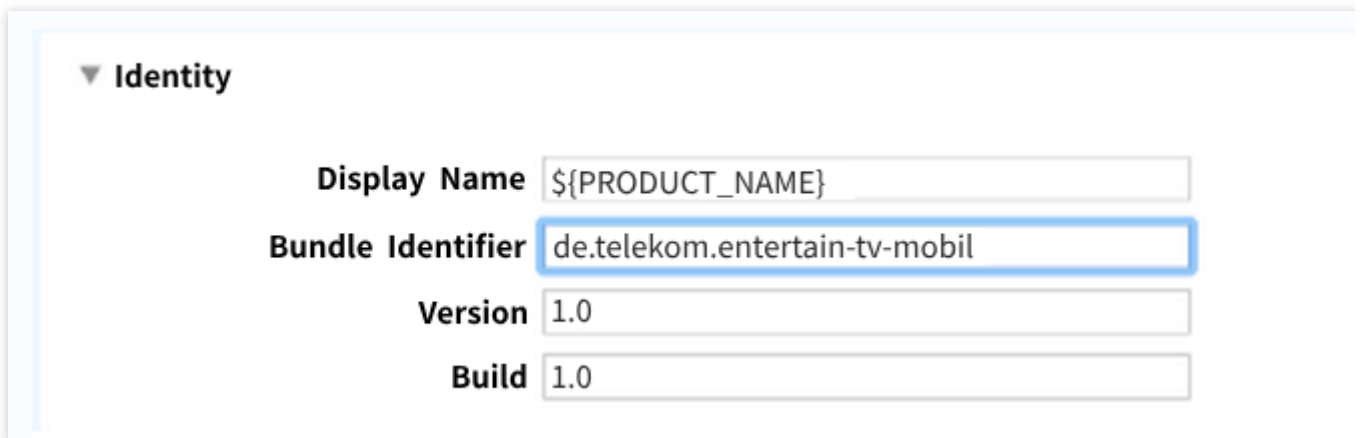 Identity
Display Name ${PRODUCT_NAME}
Bundle Identifier de.telekom.entertain-tv-mobil
Version 1.0
Build 1.0